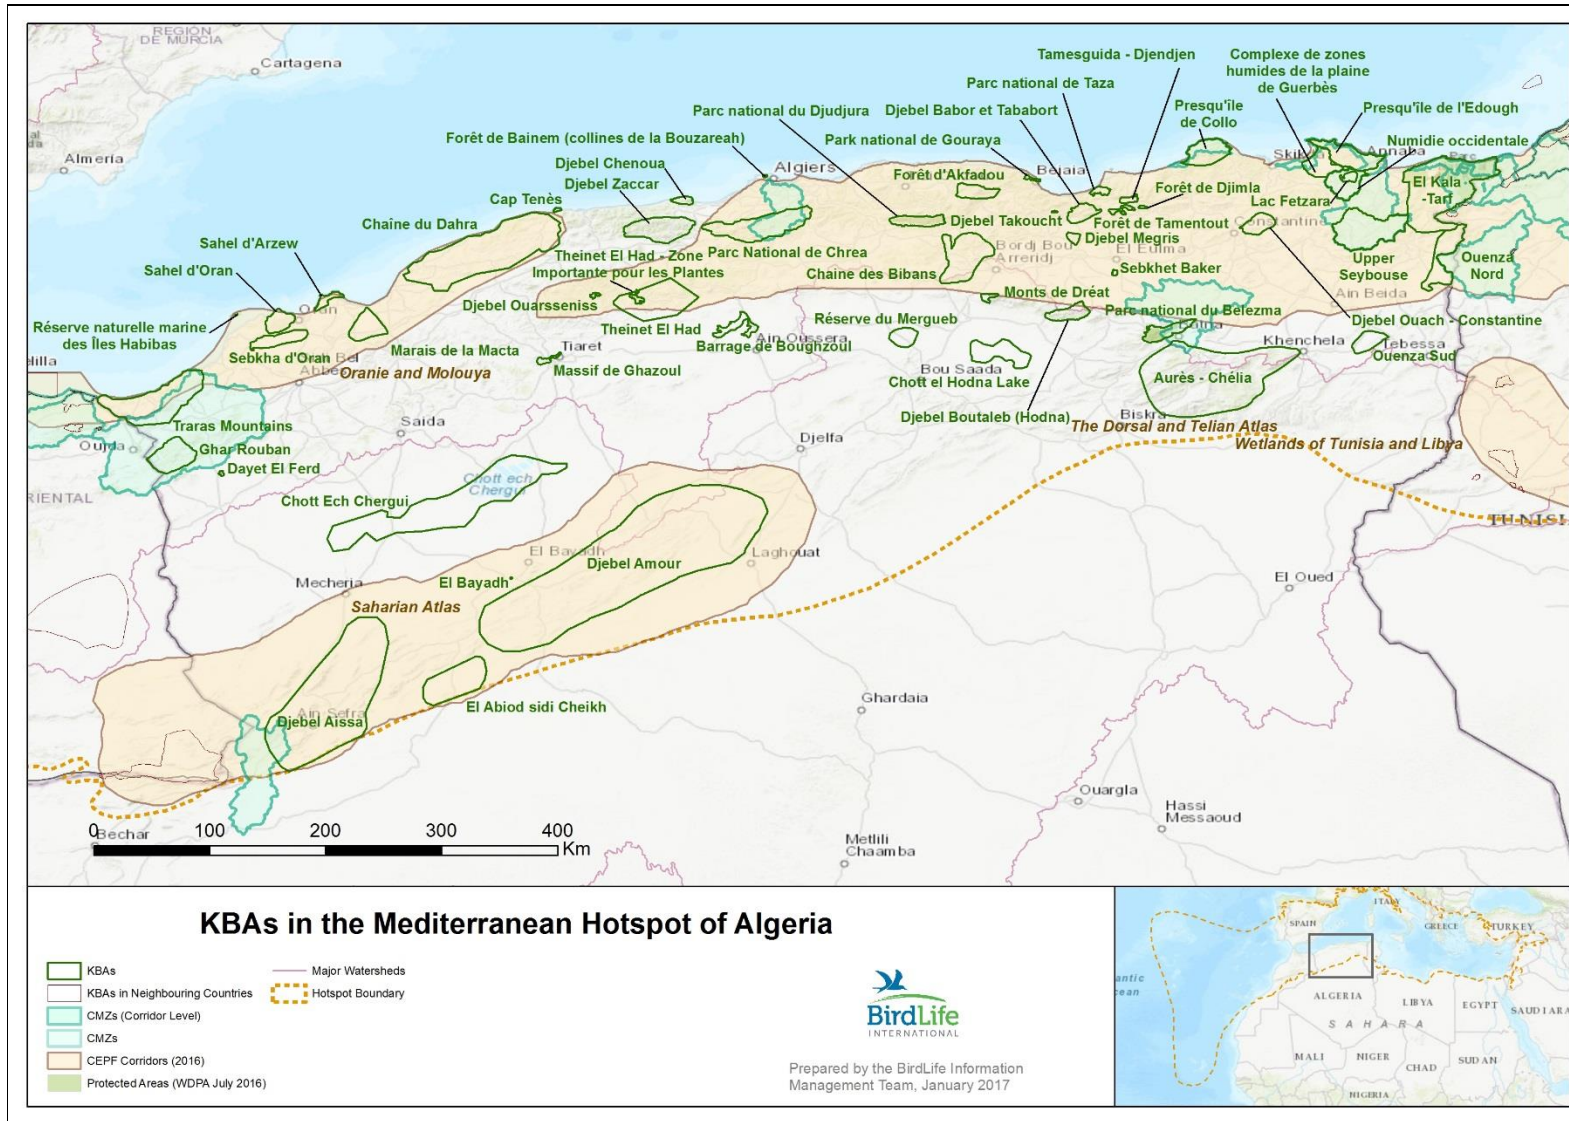 REGIÓN
DE MURCIA
Cartagena
Almería
Tamesguida - Djendjen
Parc national de Taza
Complexe de zones
humides de la plaine
de Guerbès
Parc national du Djudjura
Djebel Babor et Tababort
Presqu'île
de Collo
Presqu'île de l'Edough
Forêt de Bainem (collines de la Bouzareah)
Park national de Gouraya
Numidie occidentale
Skikda
Annaba
Djebel Chenoua
Algiers
Bejaia
Djebel Zaccar
Forêt d'Akfadou
Forêt de Djimla
El Kala
-Tarf
Cap Tenès
Lac Fetzara
Chaîne du Dahra
Djebel Takoucht
Forêt de Tamentout
Constantine
Sahel d'Arzew
Theinet El Had - Zone
Importante pour les Plantes
Parc National de Chrea
Bordj Bou
Arreridj
Djebel Megris
El Eulma
Upper
Seybouse
Ouenza
Nord
Sahel d'Oran
Chaîne des Bibans
Sebkhet Baker
Djebel Ouarsseniss
Monts de Dréat
Ain Beida
Oran
Réserve naturelle marine
des Îles Habibas
Theinet El Had
Réserve du Mergueb
Parc national du Belezma
Batna
Djebel Ouach - Constantine
Sebkha d'Oran
Marais de la Macta
Tiaret
Barrage de Boughzoul
Ain Oussera
Khenchela
Tebessa
Ouenza Sud
Oranie and Molouya
Massif de Ghazoul
Bou Saada
Chott el Hodna Lake
Aurès - Chélia
Traras Mountains
Saida
Djebel Boutaleb (Hodna)
Biskra
The Dorsal and Telian Atlas
Oujda
Ghar Rouban
Djelfa
Wetlands of Tunisia and Libya
Dayet El Ferd
Chott ech
Chergui
Chott Ech Chergui
El Bayadh
Djebel Amour
Laghouat
Mecheria
El Bayadh
El Oued
Saharian Atlas
Ghardaia
Ain Sefra
Djebel Aissa
El Abiod sidi Cheikh
Ouargla
Hassi
Messaoud
Bechar
Metlili
Chaamba
0 100 200 300 400
Km
KBAs in the Mediterranean Hotspot of Algeria
KBAs
KBAs in Neighbouring Countries
CMZs (Corridor Level)
CMZs
CEPF Corridors (2016)
Protected Areas (WDPA July 2016)
Major Watersheds
Hotspot Boundary
BirdLife
INTERNATIONAL
Prepared by the BirdLife Information
Management Team, January 2017
SPAIN
ITALY
GREECE
TURKEY
ALGERIA
LIBYA
EGYPT
SAUDI ARA
SAHARA
MALI
NIGER
CHAD
SUDAN
NIGERIA